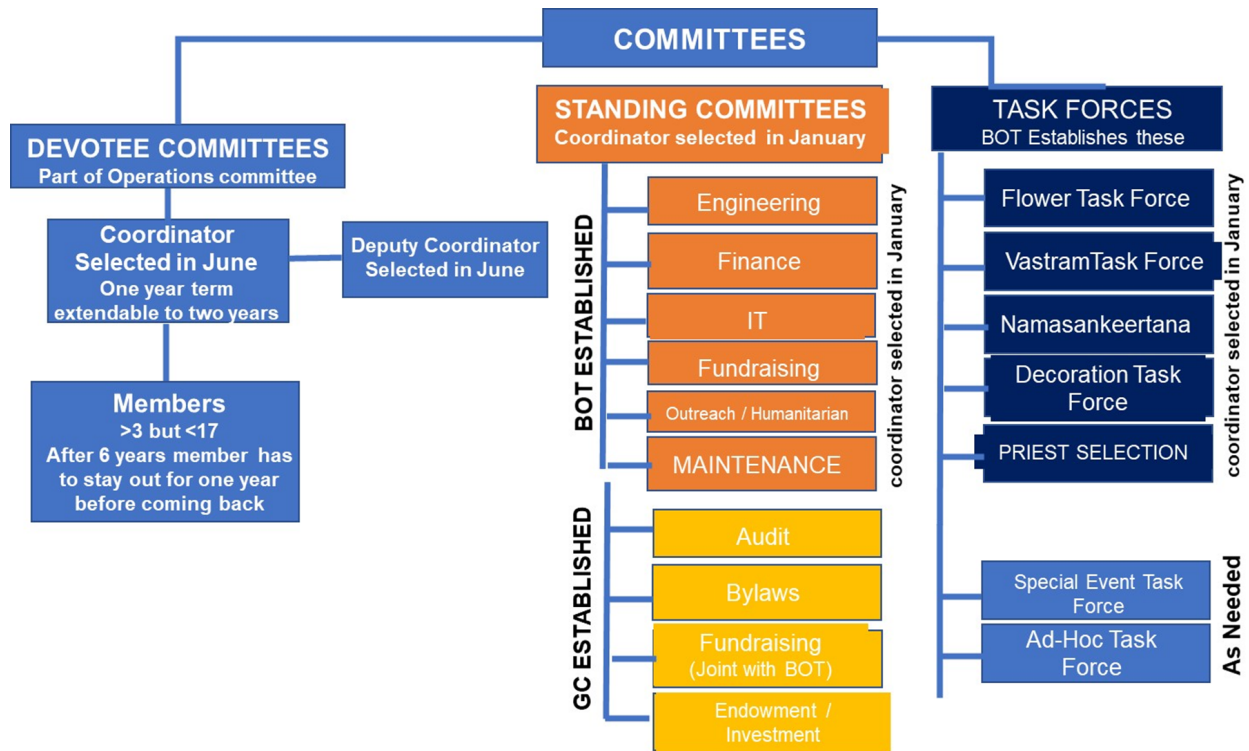 COMMITTEES
DEVOTEE COMMITTEES
Part of Operations committee
Coordinator
Selected in June
One year term
extendable to two years
Deputy Coordinator
Selected in June
Members
>3 but <17
After 6 years member has
to stay out for one year
before coming back
STANDING COMMITTEES
Coordinator selected in January
BOT ESTABLISHED
Engineering
Finance
IT
Fundraising
Outreach / Humanitarian
MAINTENANCE
coordinator selected in January
GC ESTABLISHED
Audit
Bylaws
Fundraising
(Joint with BOT)
Endowment /
Investment
TASK FORCES
BOT Establishes these
Flower Task Force
VastramTask Force
Namasankeertana
Decoration Task
Force
PRIEST SELECTION
coordinator selected in January
Special Event Task
Force
Ad-Hoc Task
Force
As Needed